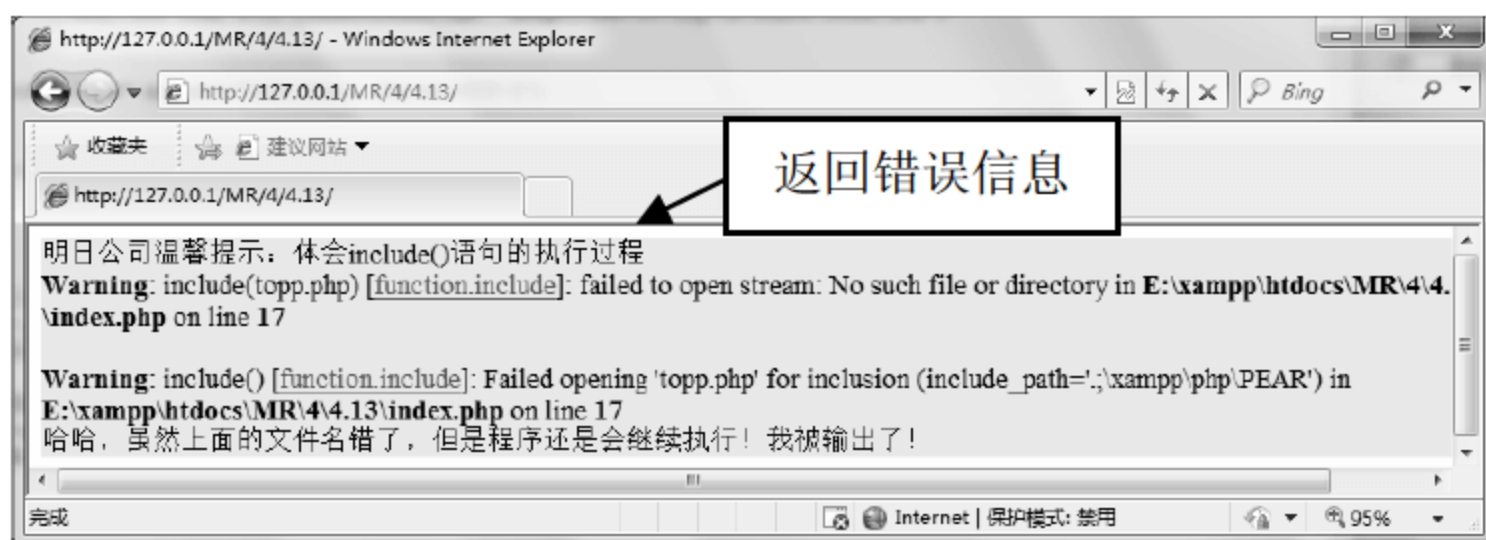 http://127.0.0.1/MR/4/4.13/ - Windows Internet Explorer
http://127.0.0.1/MR/4/4.13/
Bing
收藏夹
建议网站
http://127.0.0.1/MR/4/4.13/
返回错误信息
明日公司温馨提示：体会include()语句的执行过程
Warning: include(topp.php) [function.include]: failed to open stream: No such file or directory in E:\xampp\htdocs\MR\4\4.
\index.php on line 17
Warning: include() [function.include]: Failed opening 'topp.php' for inclusion (include_path='.;\xampp\php\PEAR') in
E:\xampp\htdocs\MR\4\4.13\index.php on line 17
哈哈，虽然上面的文件名错了，但是程序还是会继续执行！我被输出了！
完成
Internet | 保护模式: 禁用
95%